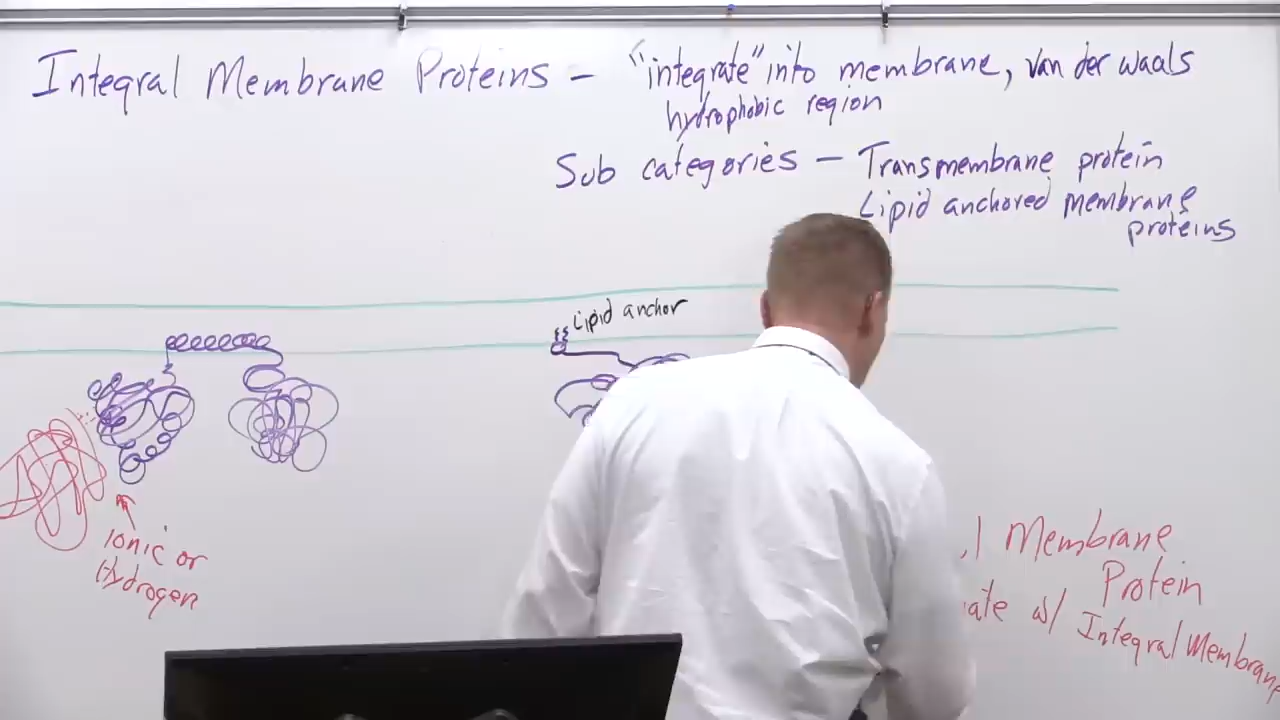 Integral Membrane Proteins - "integrate" into membrane, van der waals
hydrophobic region
Sub categories - Transmembrane protein
Lipid anchored membrane
proteins
Lipid anchor
ionic or
Hydrogen
Membrane
Protein
w/ Integral Membrane